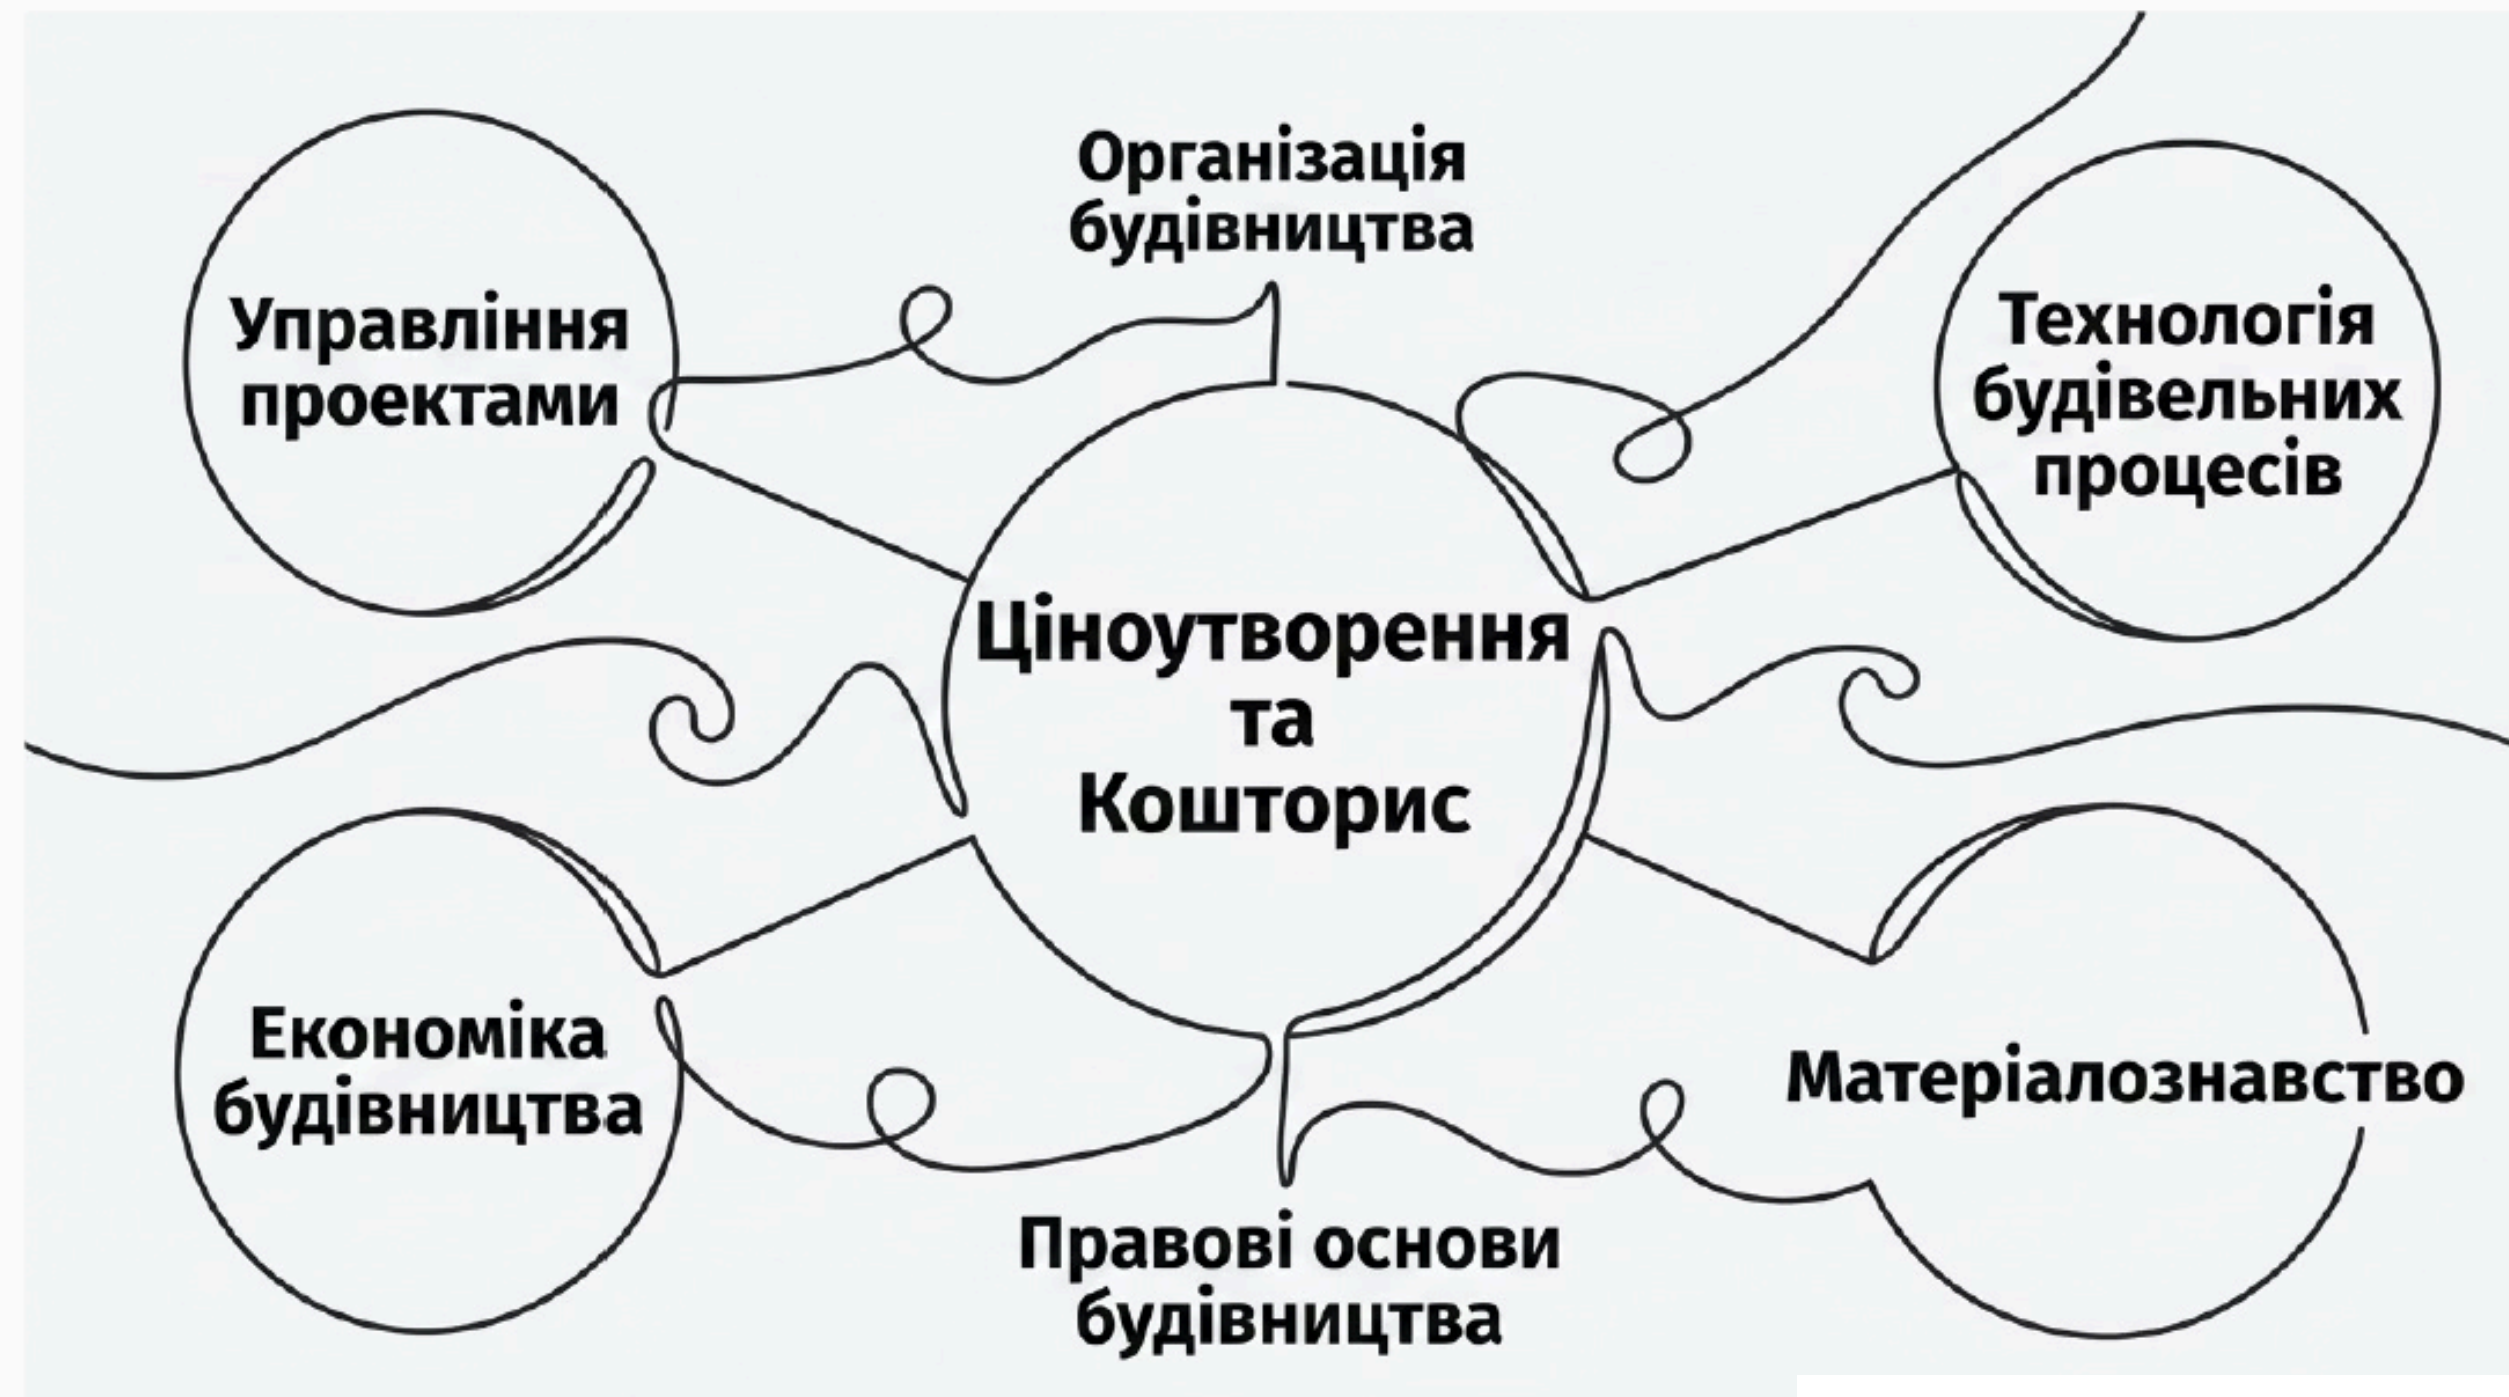 Організація
будівництва
Управління
проектами
Технологія
будівельних
процесів
Ціноутворення
та
Кошторис
Економіка
будівництва
Матеріалознавство
Правові основи
будівництва